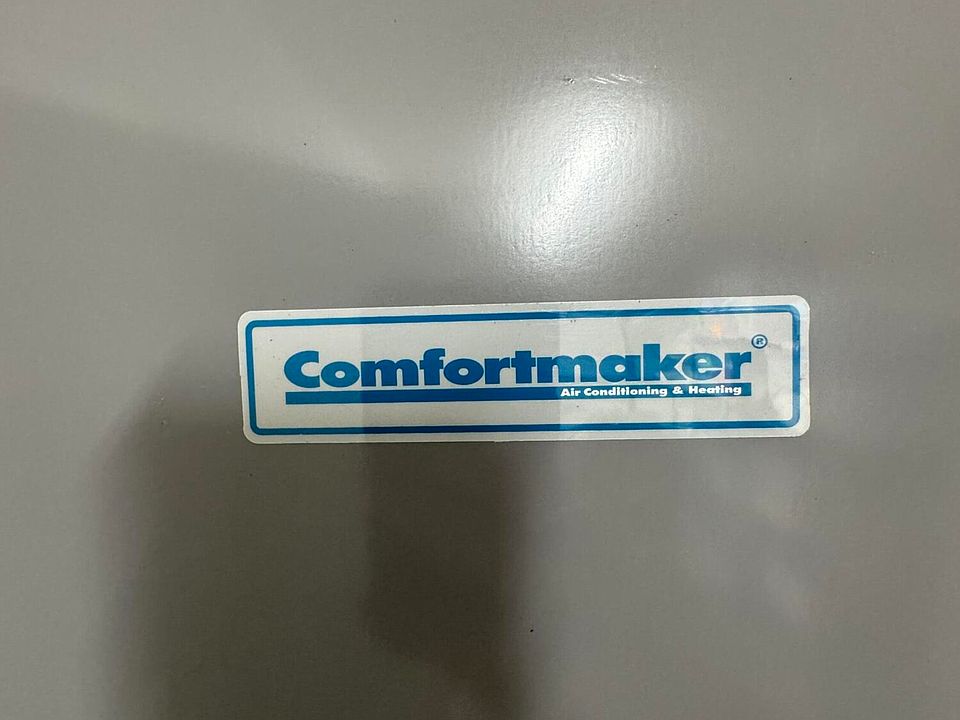 Comfortmaker®
Air Conditioning & Heating